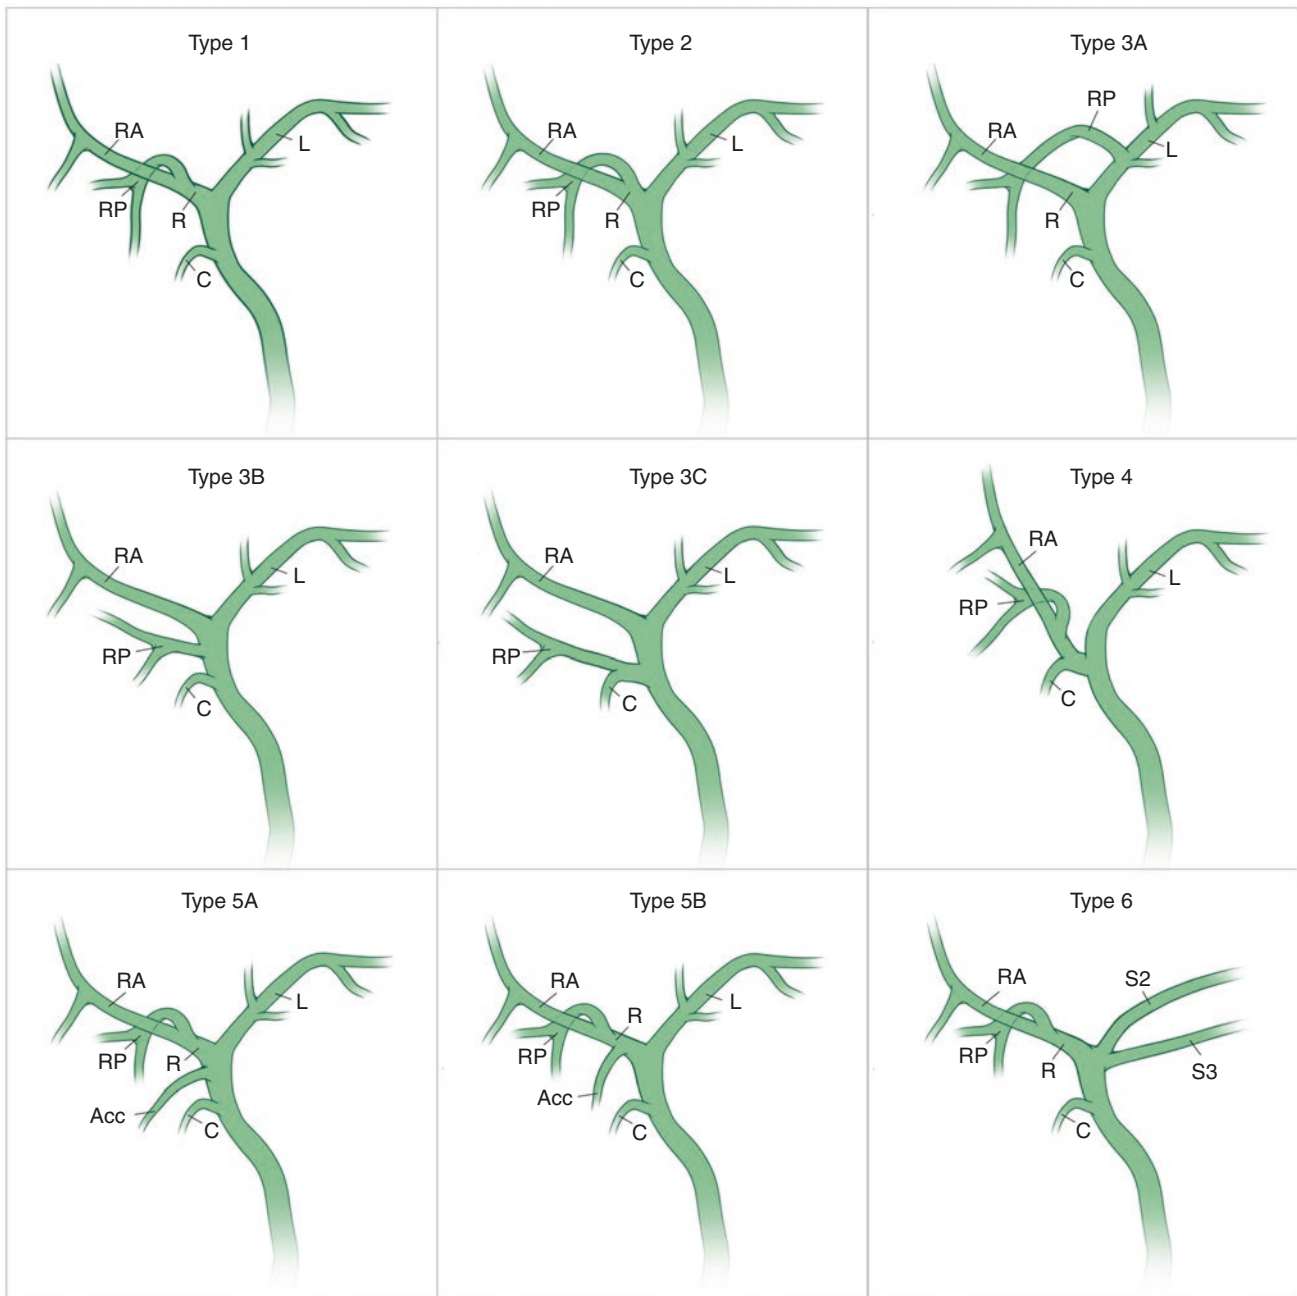 Type 1
RA
L
RP
R
C
Type 2
RA
L
RP
R
C
Type 3A
RP
RA
L
R
C
Type 3B
RA
L
RP
C
Type 3C
RA
L
RP
C
Type 4
RA
L
RP
C
Type 5A
RA
L
RP
R
Acc
C
Type 5B
RA
L
R
RP
Acc
C
Type 6
RA
S2
RP
R
S3
C